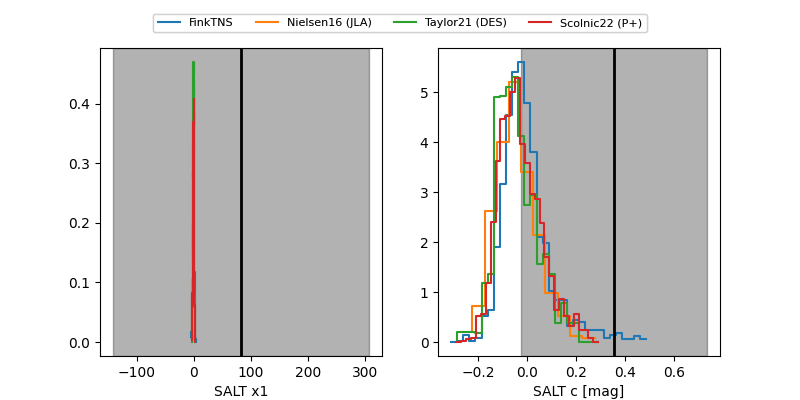 FinkTNS Nielsen16 (JLA) Taylor21 (DES) Scolnic22 (P+)
0.4
0.3
0.2
0.1
0.0
−100 0 100 200 300
SALT x1
5
4
3
2
1
0
−0.2 0.0 0.2 0.4 0.6
SALT c [mag]